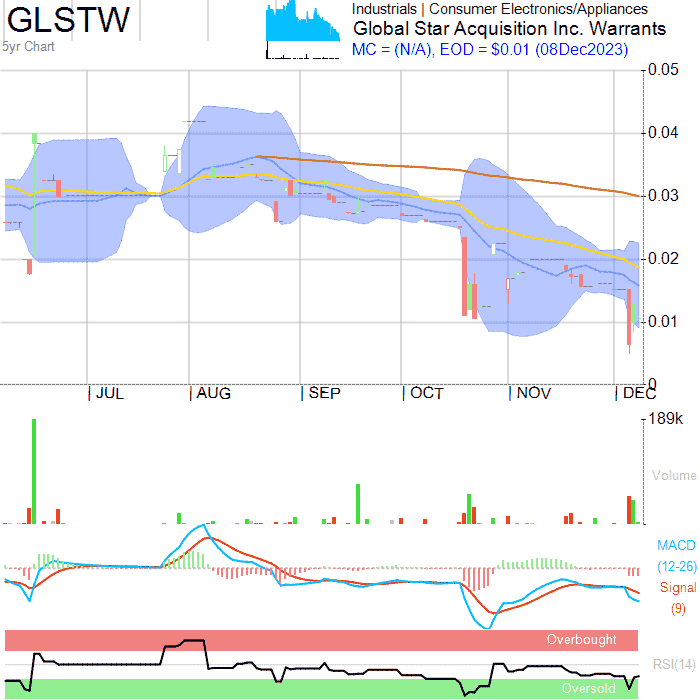 GLSTW
5yr Chart
Industrials | Consumer Electronics/Appliances
Global Star Acquisition Inc. Warrants
MC = (N/A), EOD = $0.01 (08Dec2023)
0.05
0.04
0.03
0.02
0.01
0
| JUL | AUG | SEP | OCT | NOV | DEC
189k
Volume
MACD
(12-26)
Signal
(9)
Overbought
RSI(14)
Oversold